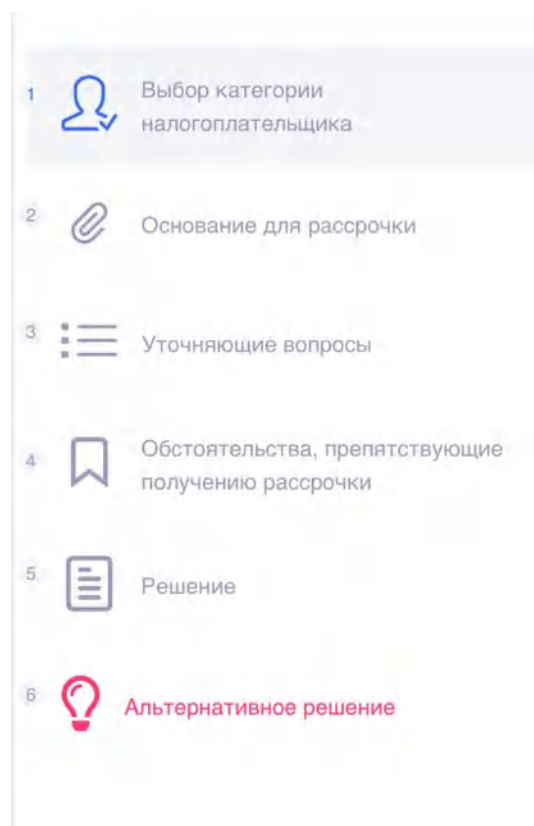 1
Выбор категории
налогоплательщика
2
Основание для рассрочки
3
Уточняющие вопросы
4
Обстоятельства, препятствующие
получению рассрочки
5
Решение
6
Альтернативное решение